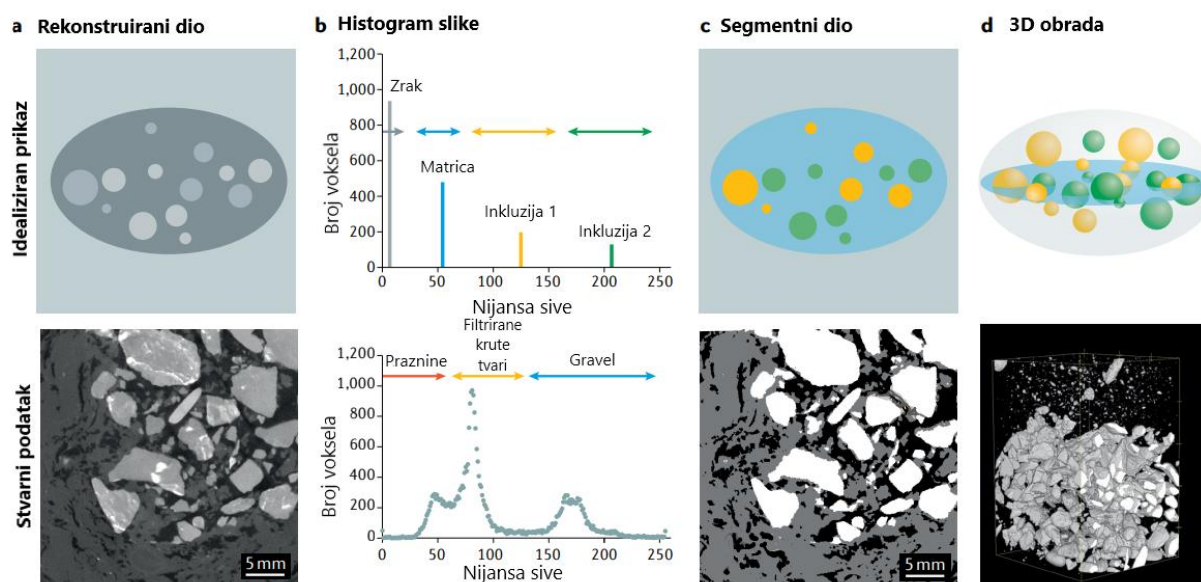 a Rekonstruirani dio
b Histogram slike
c Segmentni dio
d 3D obrada
Idealiziran prikaz
1,200
1,000
800
600
400
200
0
Broj voksela
Zrak
Matrica
Inkluzija 1
Inkluzija 2
0 50 100 150 200 250
Nijansa sive
Stvarni podatak
5 mm
1,200
1,000
800
600
400
200
0
Broj voksela
Praznine
Filtrirane
krute
tvari
Gravel
0 50 100 150 200 250
Nijansa sive
5 mm